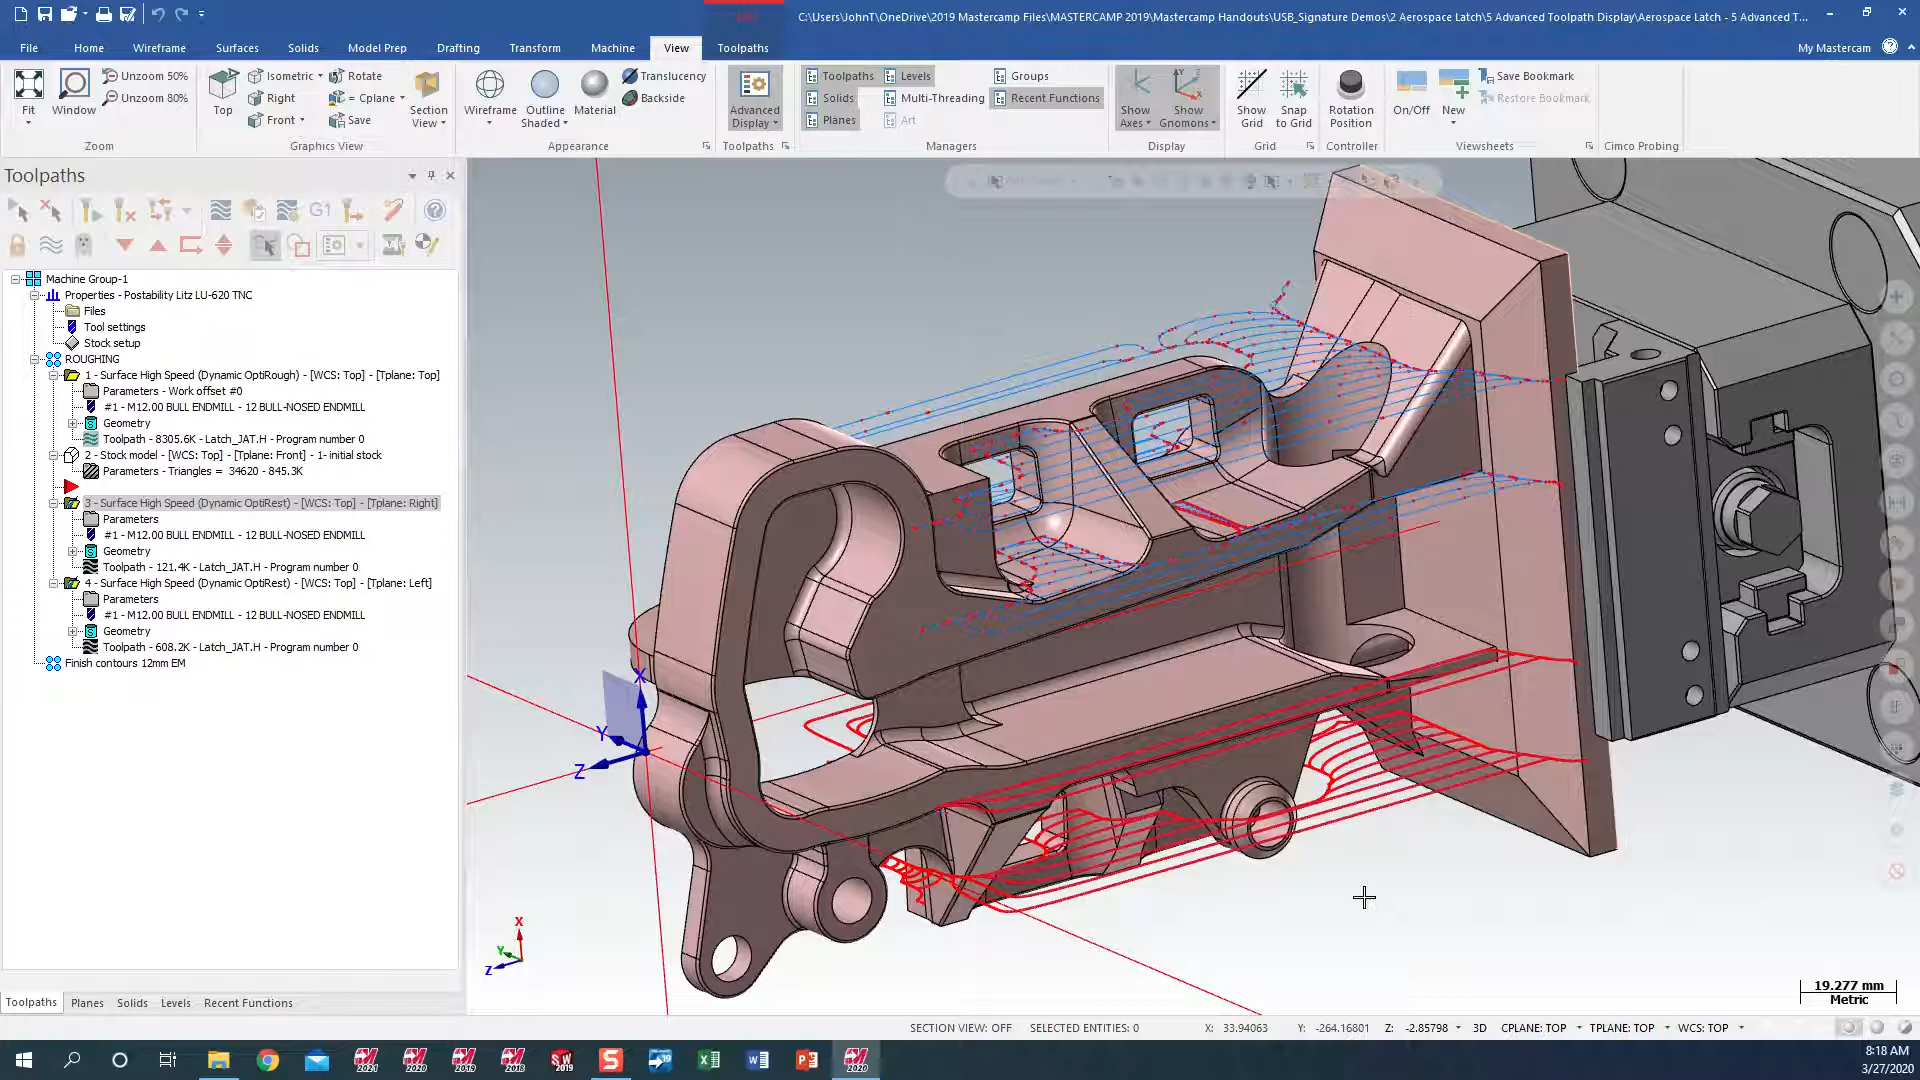 C:\Users\JohnT\OneDrive\2019 Mastercamp Files\MASTERCAMP 2019\Mastercamp Handouts\USB_Signature Demos\2 Aerospace Latch\5 Advanced Toolpath Display\Aerospace Latch - 5 Advanced T...
File Home Wireframe Surfaces Solids Model Prep Drafting Transform Machine View Toolpaths My Mastercam
Fit Window Unzoom 50% Unzoom 80% Zoom
Top Isometric Right Front Rotate = Cplane Save Section View Graphics View
Wireframe Outline Shaded Material Translucency Backside Appearance
Advanced Display Toolpaths
Toolpaths Solids Planes Levels Multi-Threading Art Groups Recent Functions Managers
Show Axes Show Gnomons Display
Show Grid Snap to Grid Grid
Rotation Position Controller
On/Off New Save Bookmark Restore Bookmark Viewsheets
Cimco Probing
Toolpaths
G1
Machine Group-1
Properties - Postability Litz LU-620 TNC
Files
Tool settings
Stock setup
ROUGHING
1 - Surface High Speed (Dynamic OptiRough) - [WCS: Top] - [Tplane: Top]
Parameters - Work offset #0
#1 - M12.00 BULL ENDMILL - 12 BULL-NOSED ENDMILL
Geometry
Toolpath - 8305.6K - Latch_JAT.H - Program number 0
2 - Stock model - [WCS: Top] - [Tplane: Front] - 1- initial stock
Parameters - Triangles = 34620 - 845.3K
3 - Surface High Speed (Dynamic OptiRest) - [WCS: Top] - [Tplane: Right]
Parameters
#1 - M12.00 BULL ENDMILL - 12 BULL-NOSED ENDMILL
Geometry
Toolpath - 121.4K - Latch_JAT.H - Program number 0
4 - Surface High Speed (Dynamic OptiRest) - [WCS: Top] - [Tplane: Left]
Parameters
#1 - M12.00 BULL ENDMILL - 12 BULL-NOSED ENDMILL
Geometry
Toolpath - 608.2K - Latch_JAT.H - Program number 0
Finish contours 12mm EM
X
Y
Z
X
Y
Z
19.277 mm
Metric
Toolpaths Planes Solids Levels Recent Functions
SECTION VIEW: OFF SELECTED ENTITIES: 0 X: 33.94063 Y: -264.16801 Z: -2.85798 3D CPLANE: TOP TPLANE: TOP WCS: TOP
2021 2020 2019 2018 SW 2019 S 19 2020
8:18 AM
3/27/2020